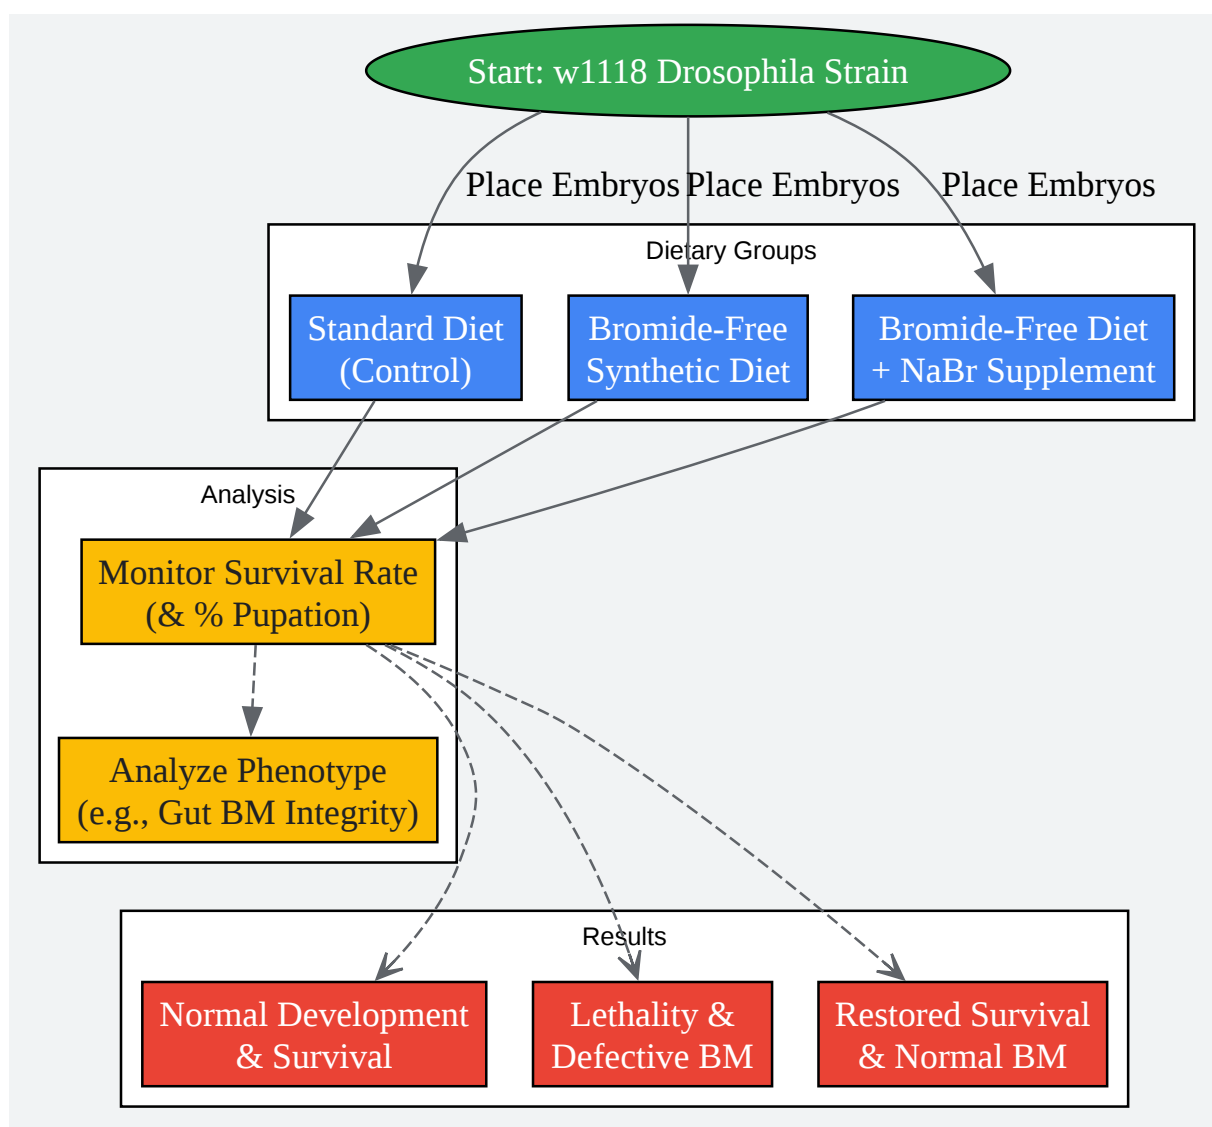 Start: w1118 Drosophila Strain
Place Embryos
Place Embryos
Place Embryos
Dietary Groups
Standard Diet
(Control)
Bromide-Free
Synthetic Diet
Bromide-Free Diet
+ NaBr Supplement
Analysis
Monitor Survival Rate
(& % Pupation)
Analyze Phenotype
(e.g., Gut BM Integrity)
Results
Normal Development
& Survival
Lethality &
Defective BM
Restored Survival
& Normal BM